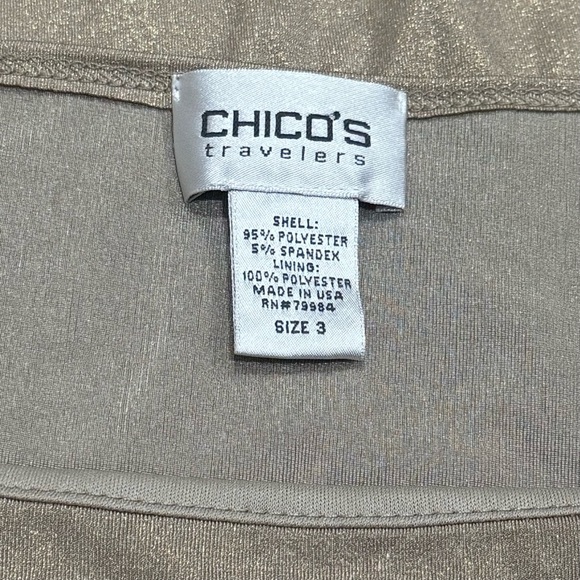 CHICO'S
travelers
SHELL:
95% POLYESTER
5% SPANDEX
LINING:
100% POLYESTER
MADE IN USA
RN#79984
SIZE 3